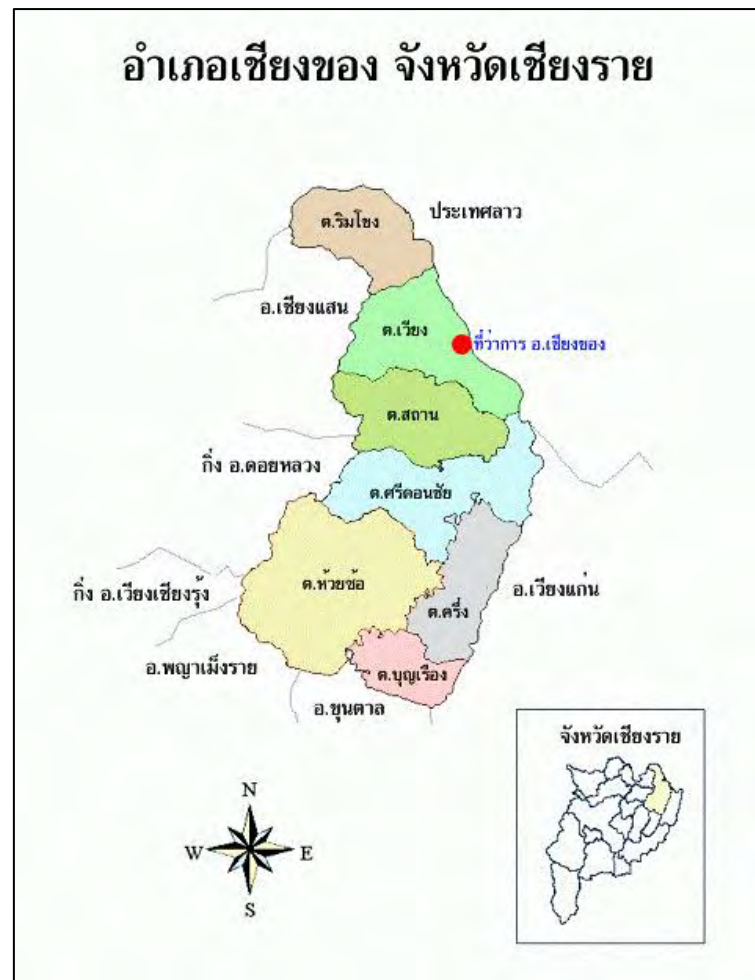 อำเภอเชียงของ จังหวัดเชียงราย
ต.ริมโขง
ประเทศลาว
อ.เชียงแสน
ต.เวียง
ที่ว่าการ อ.เชียงของ
ต.สถาน
กิ่ง อ.ดอยหลวง
ต.ศรีดอนชัย
ต.ห้วยซ้อ
กิ่ง อ.เวียงเชียงรุ้ง
อ.เวียงแก่น
ต.ครึ่ง
อ.พญาเม็งราย
ต.บุญเรือง
อ.ขุนตาล
จังหวัดเชียงราย
N
W E
S